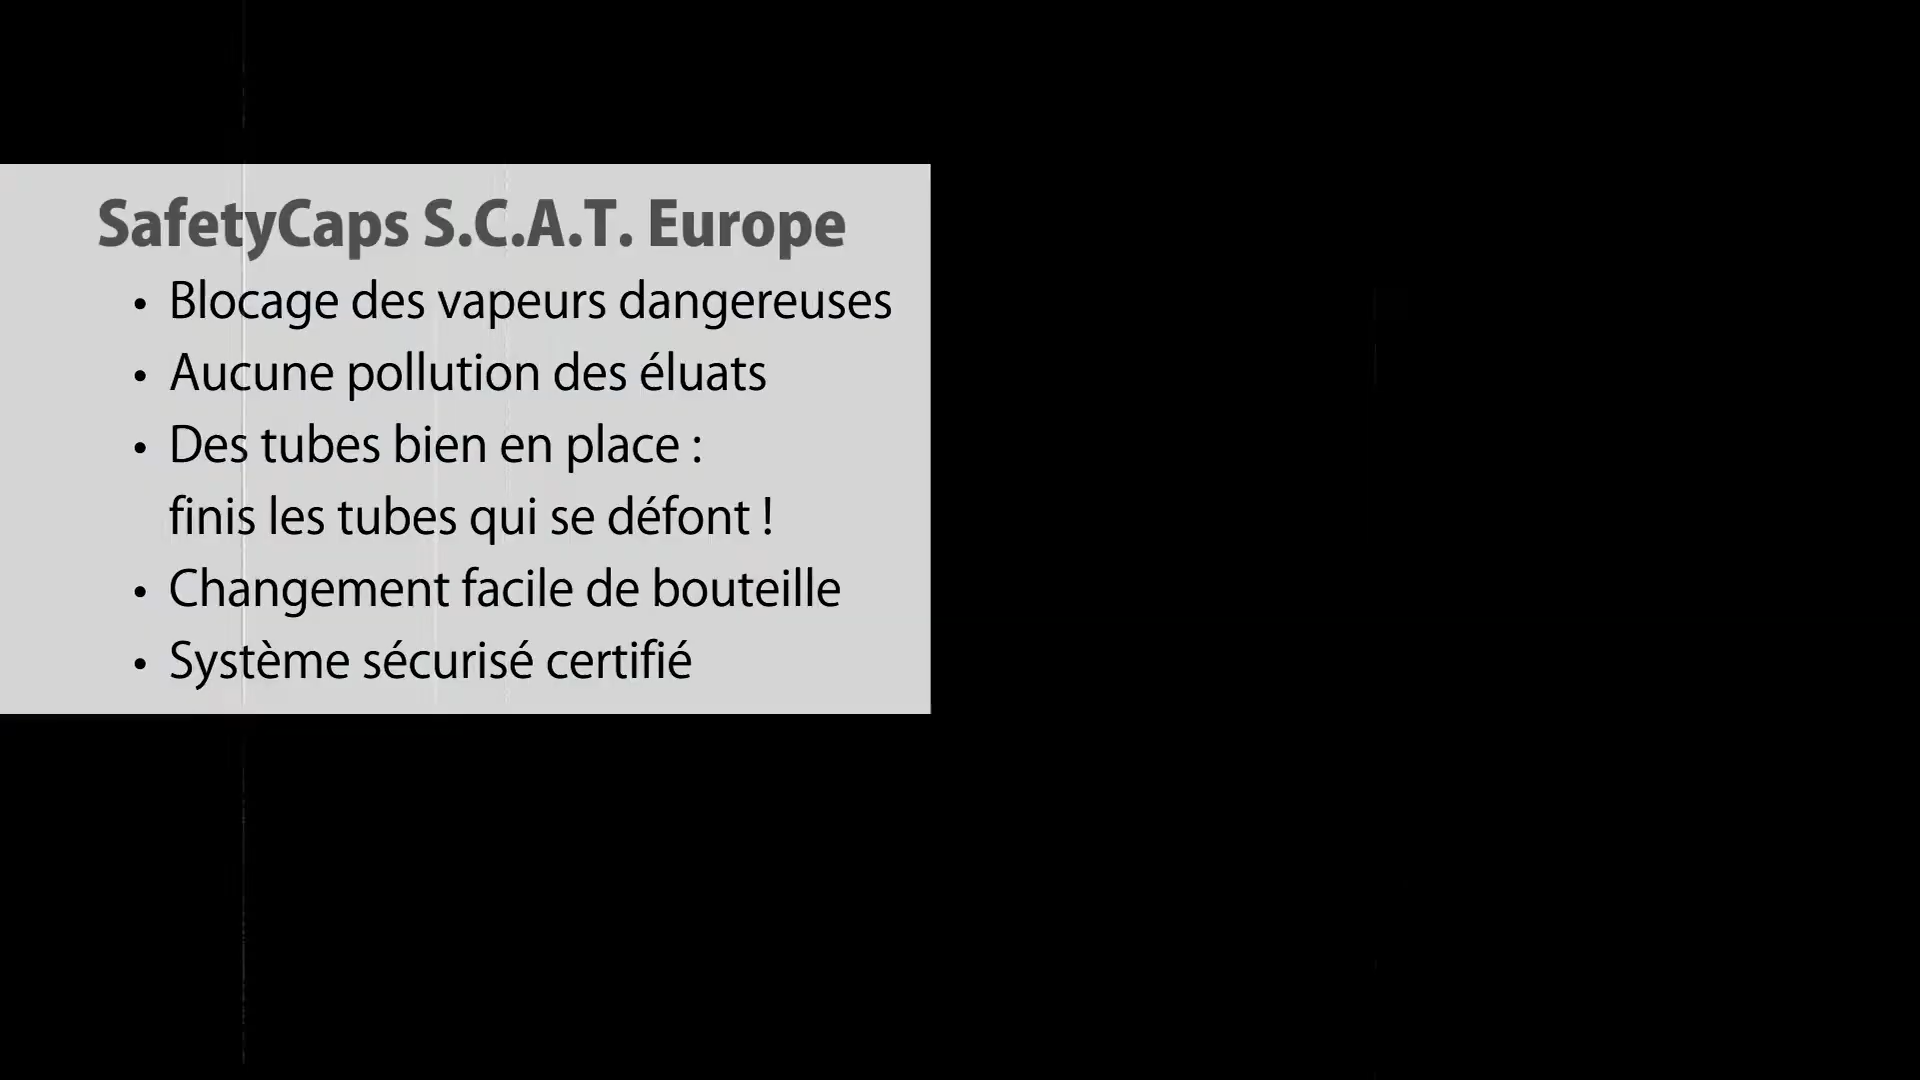 SafetyCaps S.C.A.T. Europe
• Blocage des vapeurs dangereuses
• Aucune pollution des éluats
• Des tubes bien en place :
finis les tubes qui se défont !
• Changement facile de bouteille
• Système sécurisé certifié